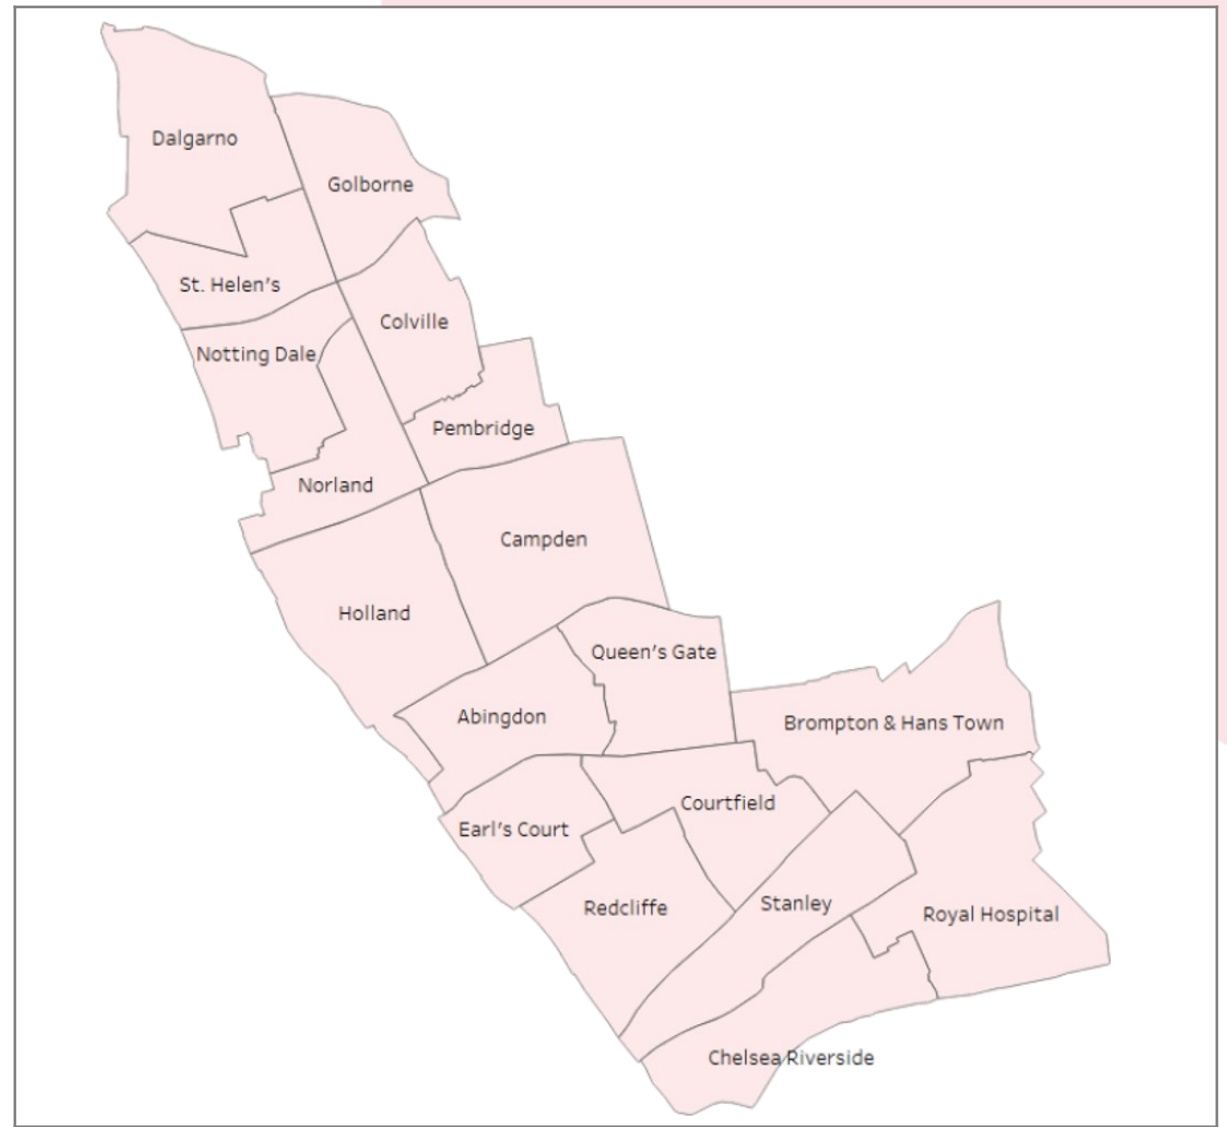 Dalgarno
Golborne
St. Helen's
Colville
Notting Dale
Pembridge
Norland
Campden
Holland
Queen's Gate
Abingdon
Brompton & Hans Town
Courtfield
Earl's Court
Stanley
Redcliffe
Royal Hospital
Chelsea Riverside